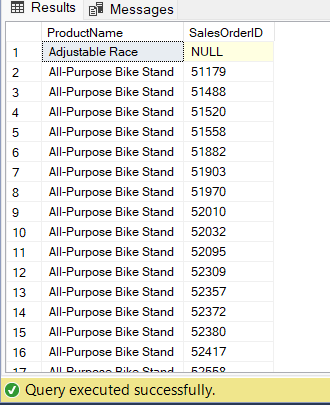 Results Messages
ProductName SalesOrderID
1 Adjustable Race NULL
2 All-Purpose Bike Stand 51179
3 All-Purpose Bike Stand 51488
4 All-Purpose Bike Stand 51520
5 All-Purpose Bike Stand 51558
6 All-Purpose Bike Stand 51882
7 All-Purpose Bike Stand 51903
8 All-Purpose Bike Stand 51970
9 All-Purpose Bike Stand 52010
10 All-Purpose Bike Stand 52032
11 All-Purpose Bike Stand 52095
12 All-Purpose Bike Stand 52309
13 All-Purpose Bike Stand 52357
14 All-Purpose Bike Stand 52372
15 All-Purpose Bike Stand 52380
16 All-Purpose Bike Stand 52417
17 All-Purpose Bike Stand 52558
Query executed successfully.